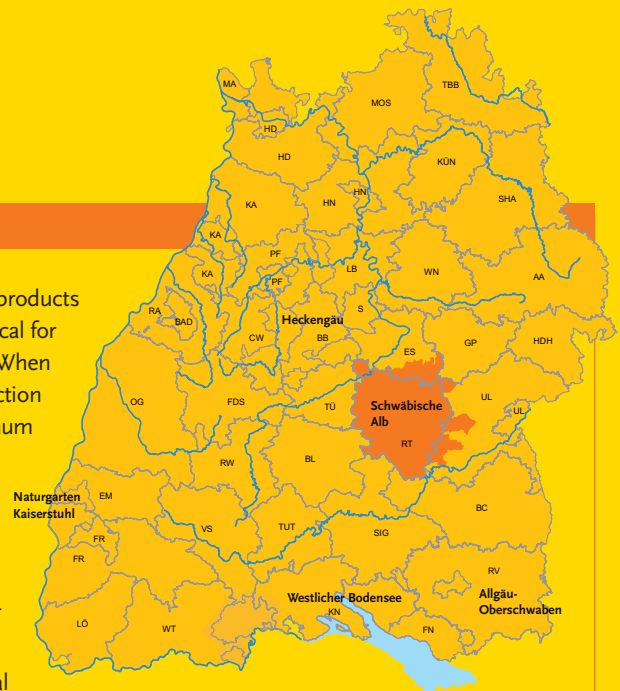 products
cal for
When
ction
um
al
MA
TBB
MOS
HD
HD
KÜN
KA
HN
HN
SHA
KA
PF
KA
PF
LB
WN
AA
RA
BAD
Heckengäu
S
CW
BB
ES
GP
HDH
OG
FDS
TÜ
Schwäbische
Alb
UL
UL
RT
RW
BL
Naturgarten
Kaiserstuhl
EM
BC
FR
VS
TUT
SIG
FR
RV
Westlicher Bodensee
Allgäu-
Oberschwaben
KN
LÖ
WT
FN